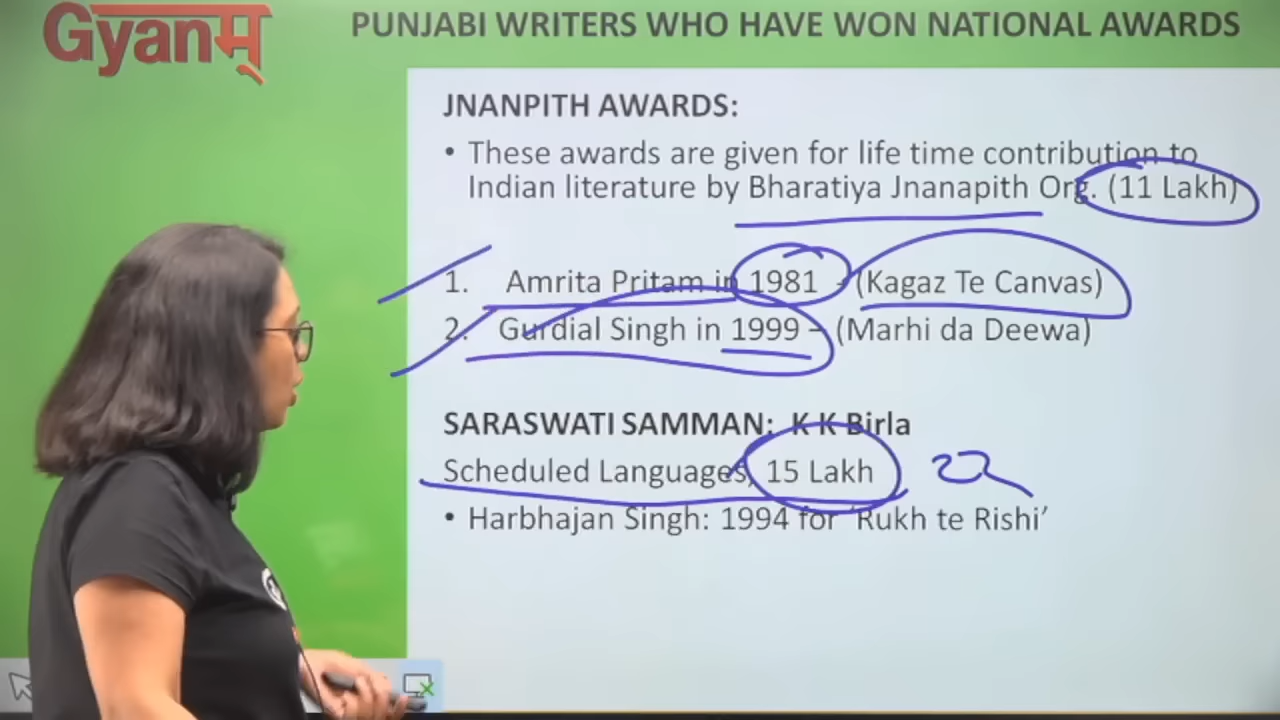 Gyanम्
PUNJABI WRITERS WHO HAVE WON NATIONAL AWARDS
JNANPITH AWARDS:
• These awards are given for life time contribution to
Indian literature by Bharatiya Jnanapith Org. (11 Lakh)
1. Amrita Pritam in 1981 - (Kagaz Te Canvas)
2. Gurdial Singh in 1999 – (Marhi da Deewa)
SARASWATI SAMMAN: K K Birla
Scheduled Languages, 15 Lakh 22
• Harbhajan Singh: 1994 for ‘Rukh te Rishi’